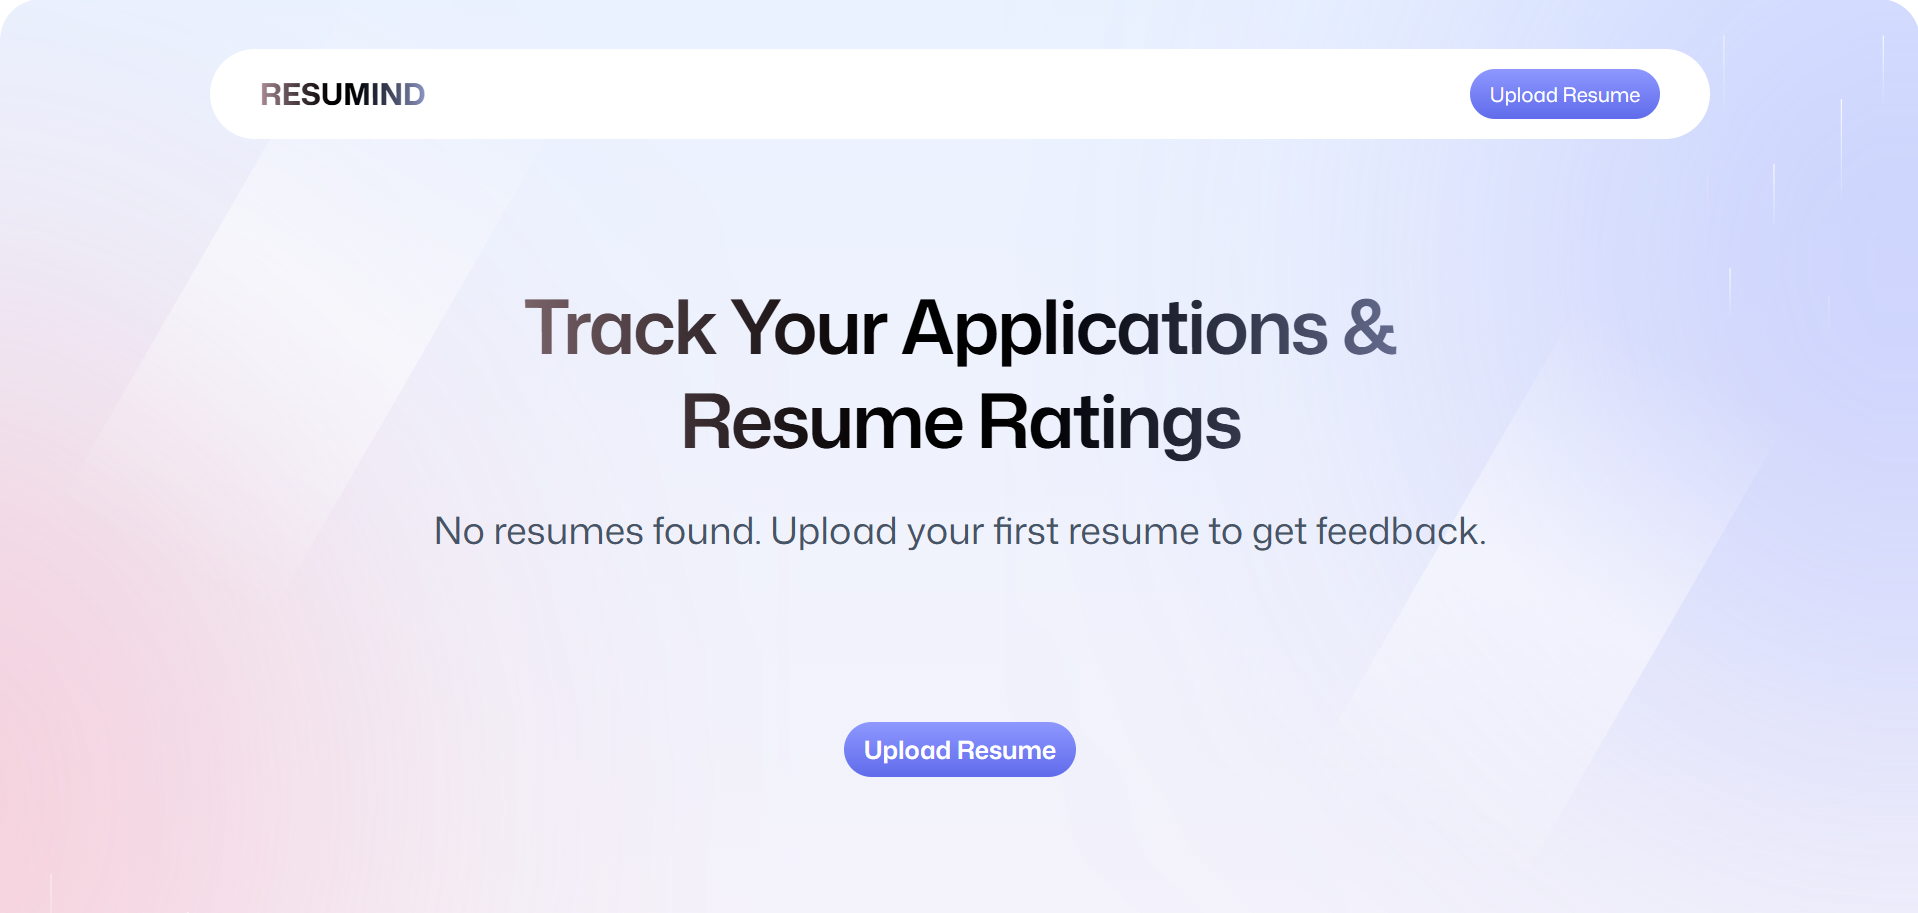 RESUMIND
Upload Resume
Track Your Applications &
Resume Ratings
No resumes found. Upload your first resume to get feedback.
Upload Resume